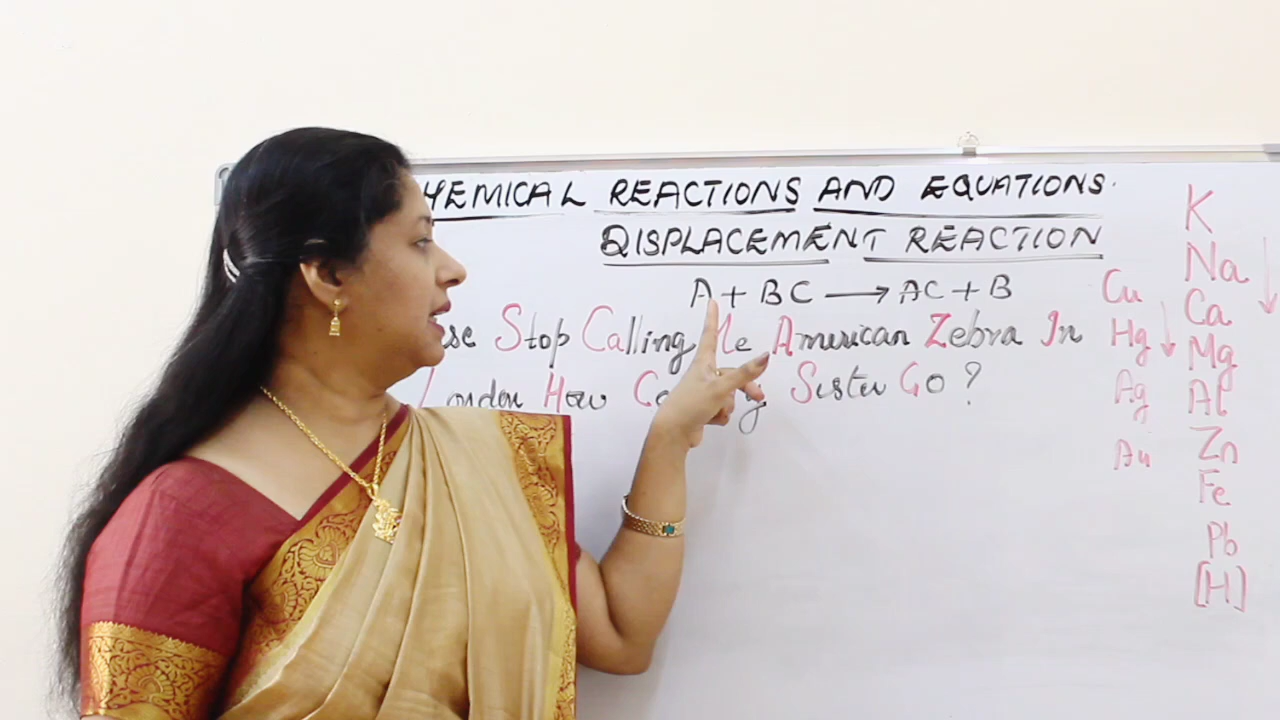 HEMICAL REACTIONS AND EQUATIONS.
DISPLACEMENT REACTION
A + BC → AC + B
se Stop Calling Me American Zebra In
London How Sister Go ?
K
Na
Ca
Mg
Al
Zn
Fe
Pb
[H]
Cu
Hg
Ag
Au